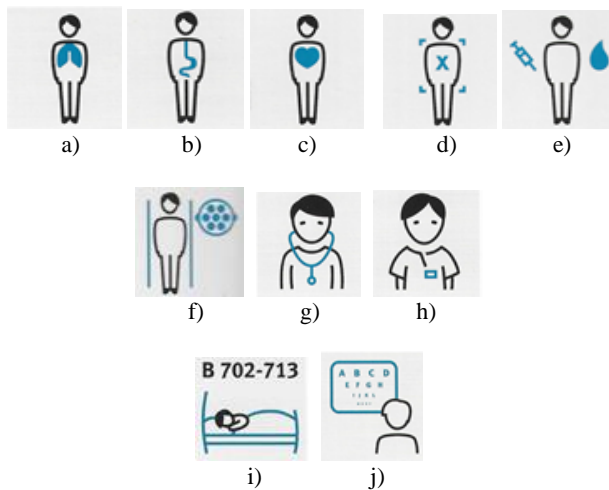 X
a) b) c) d) e)
f) g) h)
B 702-713
A B C D
E F G H
i) j)